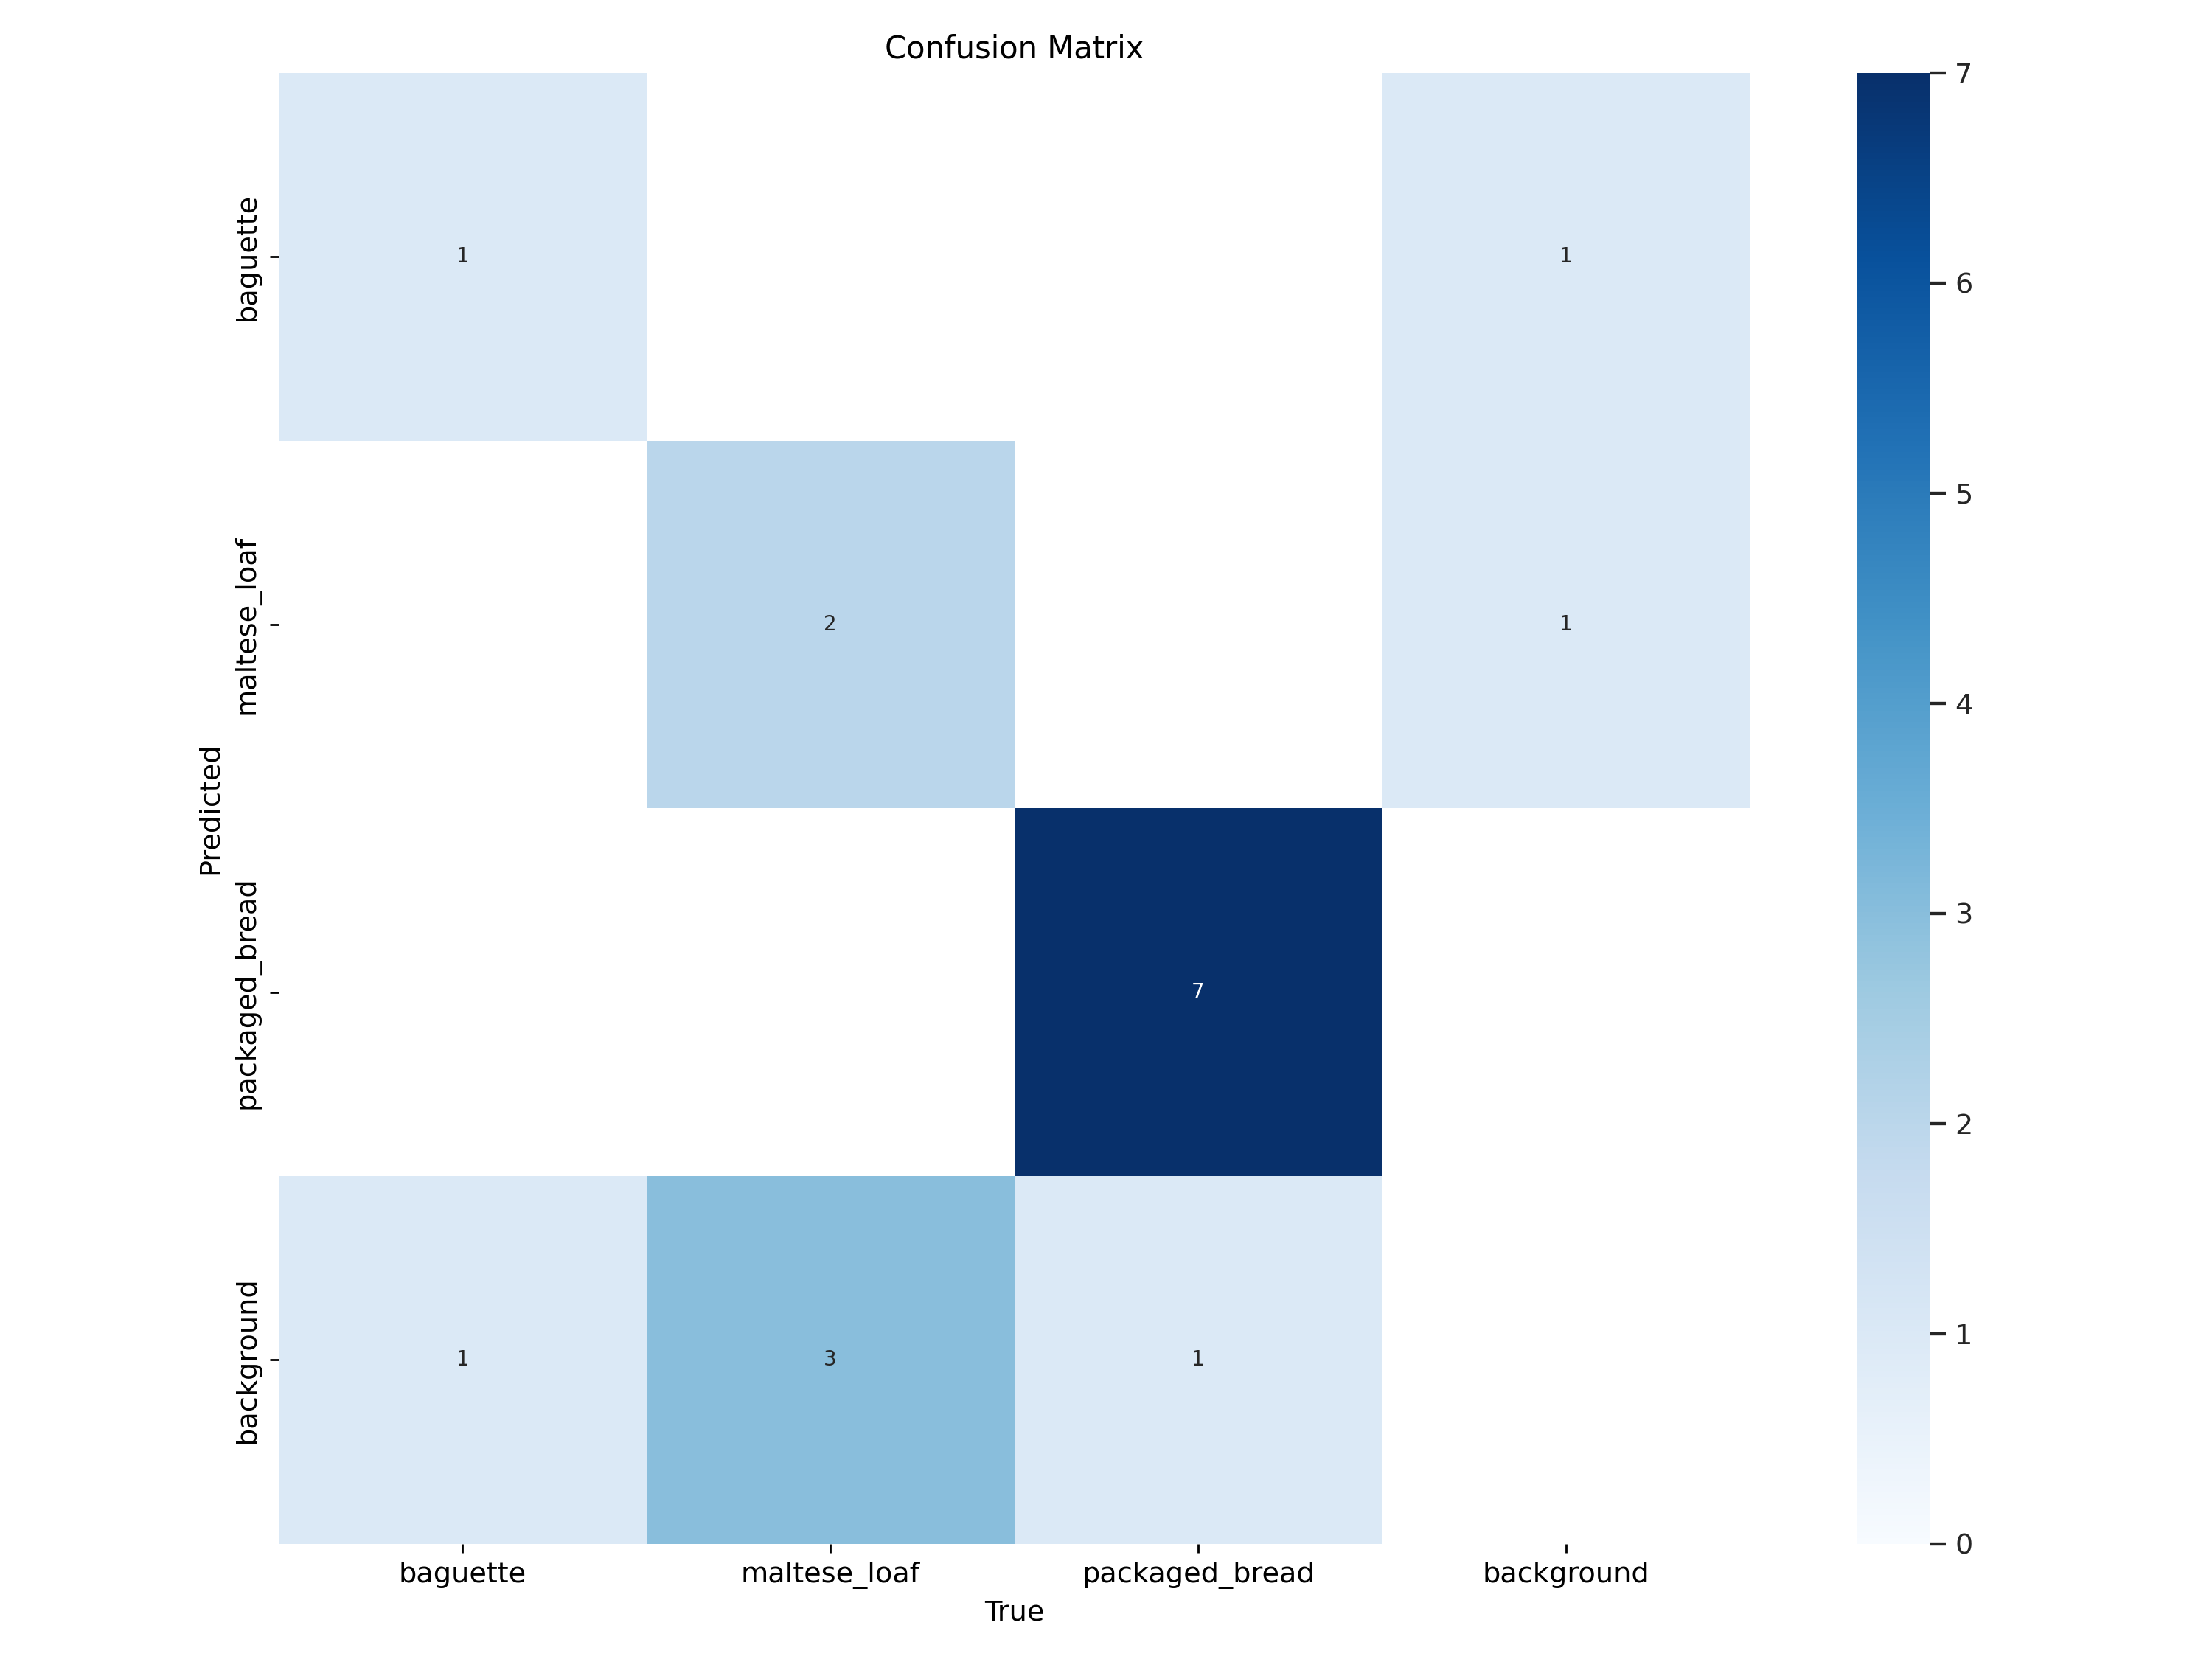 Confusion Matrix
baguette
maltese_loaf
packaged_bread
background
Predicted
1
1
2
1
7
1
3
1
baguette
maltese_loaf
packaged_bread
background
True
7
6
5
4
3
2
1
0